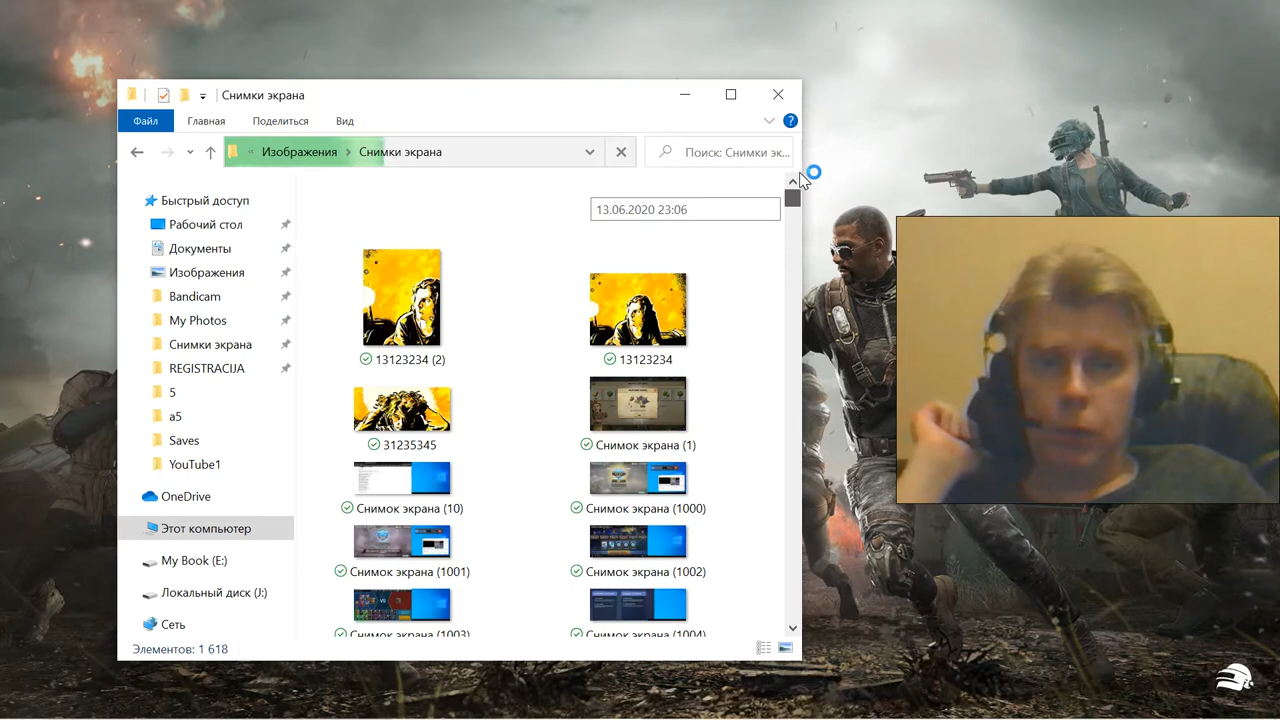 Снимки экрана
Файл
Главная
Поделиться
Вид
Изображения
Снимки экрана
Поиск: Снимки эк...
13.06.2020 23:06
Быстрый доступ
Рабочий стол
Документы
Изображения
Bandicam
My Photos
Снимки экрана
REGISTRACIJA
5
a5
Saves
YouTube1
OneDrive
Этот компьютер
My Book (E:)
Локальный диск (J:)
Сеть
13123234 (2)
13123234
31235345
Снимок экрана (1)
Снимок экрана (10)
Снимок экрана (1000)
Снимок экрана (1001)
Снимок экрана (1002)
Снимок экрана (1003)
Снимок экрана (1004)
Элементов: 1 618